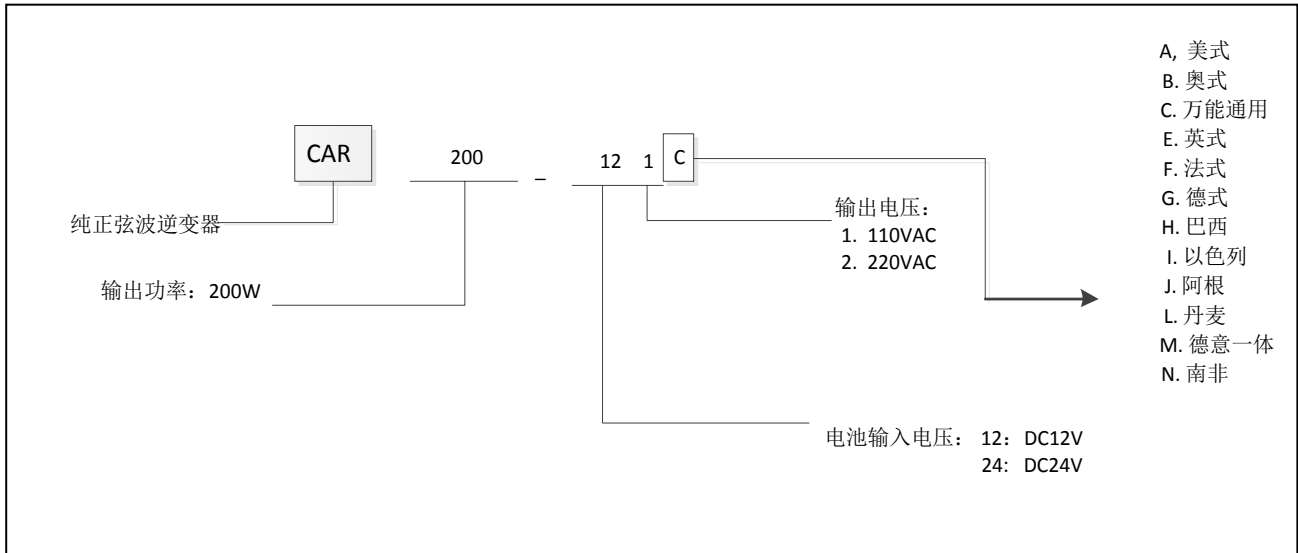 A, 美式
B. 奥式
C. 万能通用
E. 英式
F. 法式
G. 德式
H. 巴西
I. 以色列
J. 阿根
L. 丹麦
M. 德意一体
N. 南非
CAR 200 – 12 1 C
纯正弦波逆变器
输出功率：200W
输出电压：
1. 110VAC
2. 220VAC
电池输入电压： 12： DC12V
24: DC24V